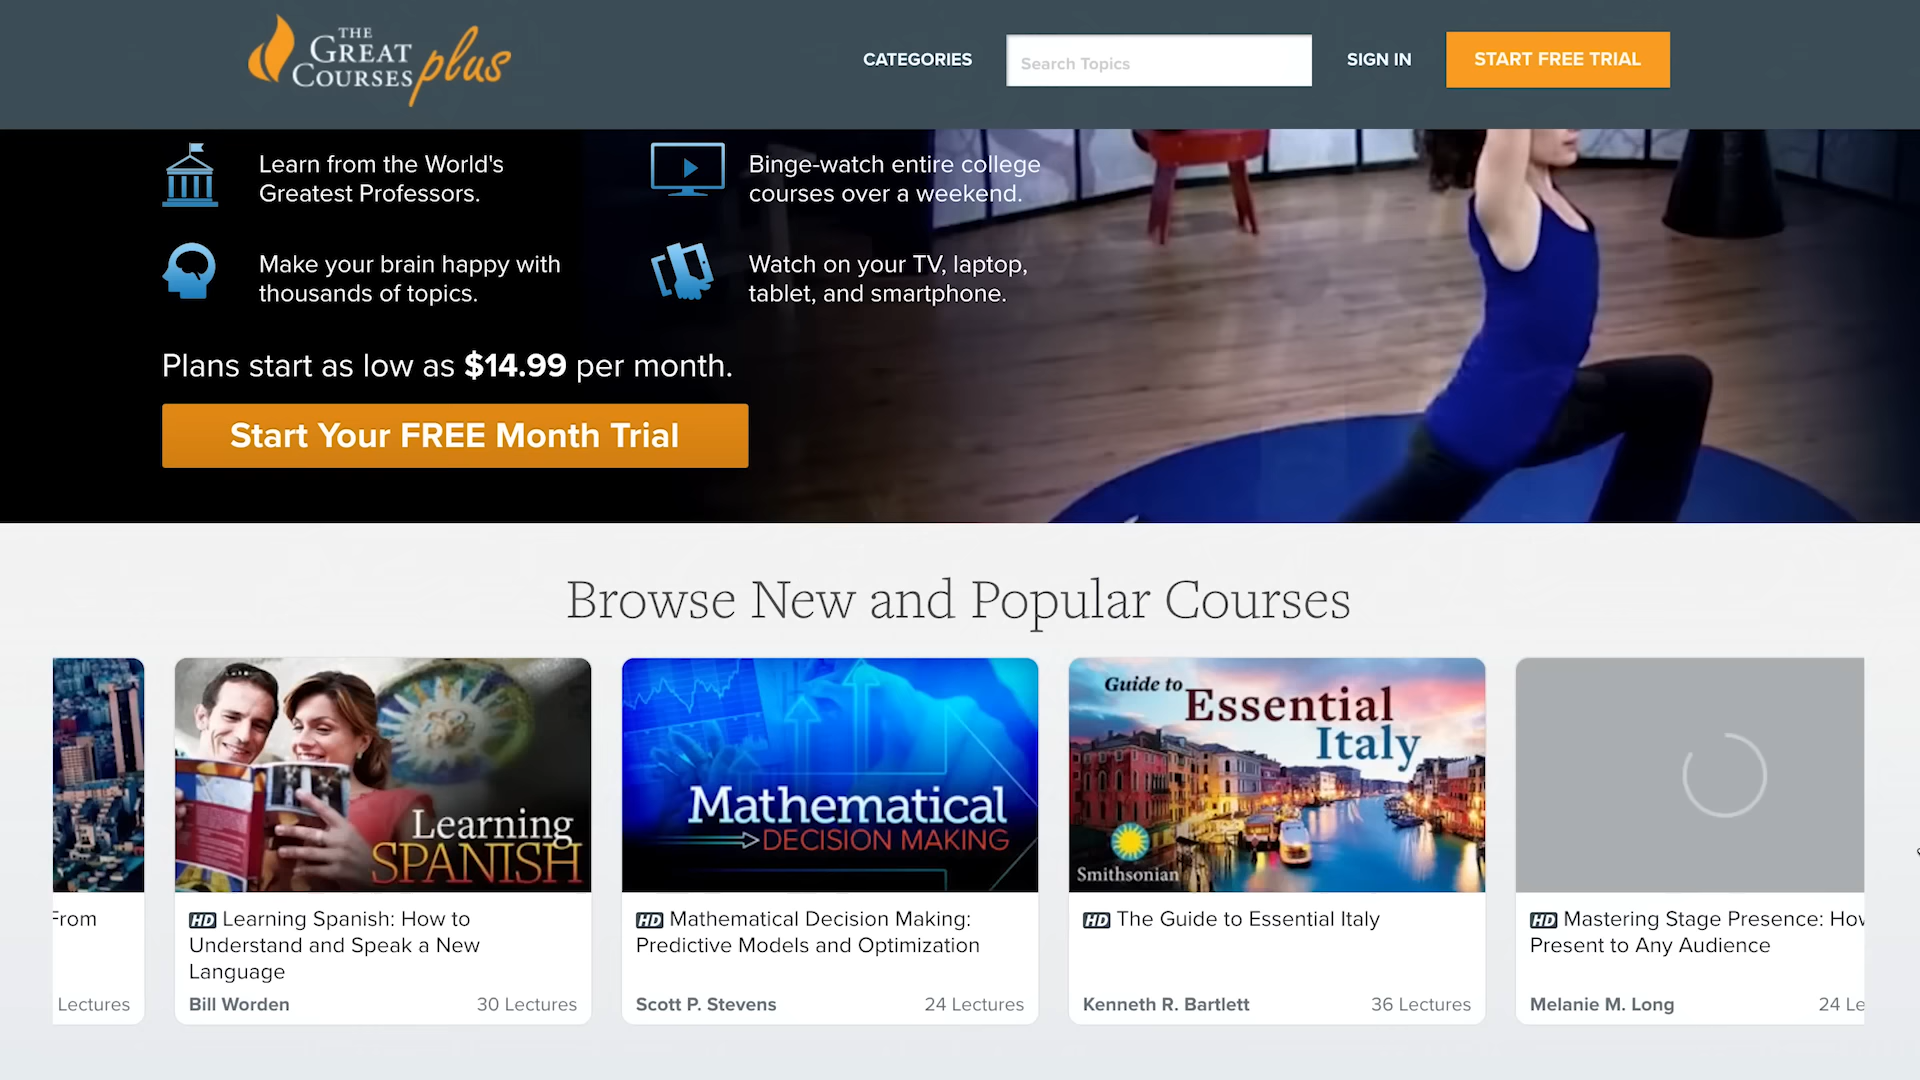 THE
GREAT
COURSES plus
CATEGORIES
Search Topics
SIGN IN
START FREE TRIAL
Learn from the World's
Greatest Professors.
Binge-watch entire college
courses over a weekend.
Make your brain happy with
thousands of topics.
Watch on your TV, laptop,
tablet, and smartphone.
Plans start as low as $14.99 per month.
Start Your FREE Month Trial
Browse New and Popular Courses
From
Lectures
Learning
SPANISH
HD Learning Spanish: How to
Understand and Speak a New
Language
Bill Worden
30 Lectures
Mathematical
DECISION MAKING
HD Mathematical Decision Making:
Predictive Models and Optimization
Scott P. Stevens
24 Lectures
Guide to
Essential
Italy
Smithsonian
HD The Guide to Essential Italy
Kenneth R. Bartlett
36 Lectures
HD Mastering Stage Presence: How
Present to Any Audience
Melanie M. Long
24 Le